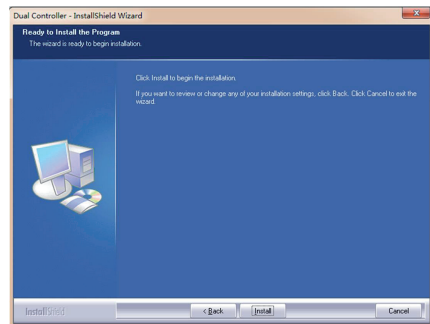 Dual Controller - InstallShield Wizard
Ready to Install the Program
The wizard is ready to begin installation.
Click Install to begin the installation.
If you want to review or change any of your installation settings, click Back. Click Cancel to exit the
wizard.
InstallShield
< Back
Install
Cancel